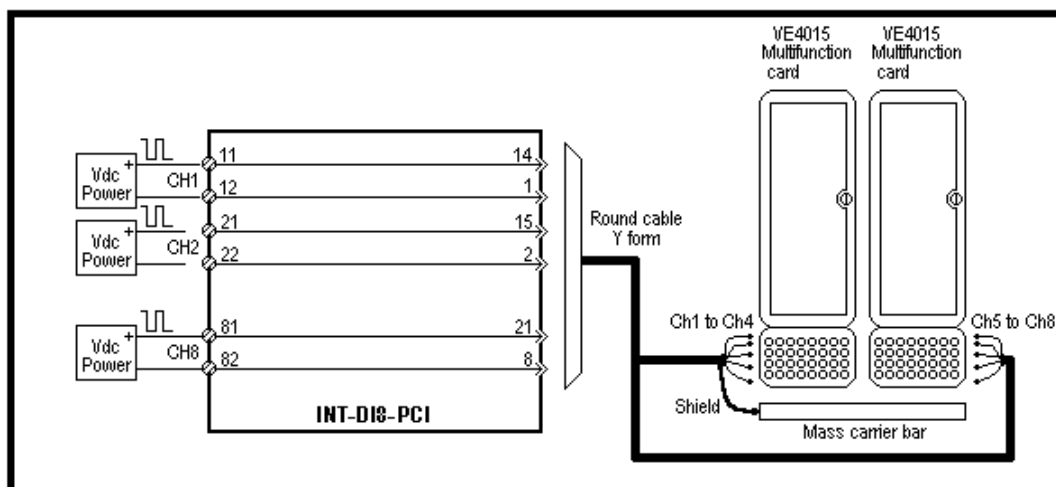 VE4015
Multifunction
card
VE4015
Multifunction
card
Vdc +
Power
CH1
11
14
12
1
Vdc +
Power
CH2
21
15
22
2
Vdc +
Power
CH8
81
21
82
8
INT-DI8-PCI
Round cable
Y form
Ch1 to Ch4
Ch5 to Ch8
Shield
Mass carrier bar